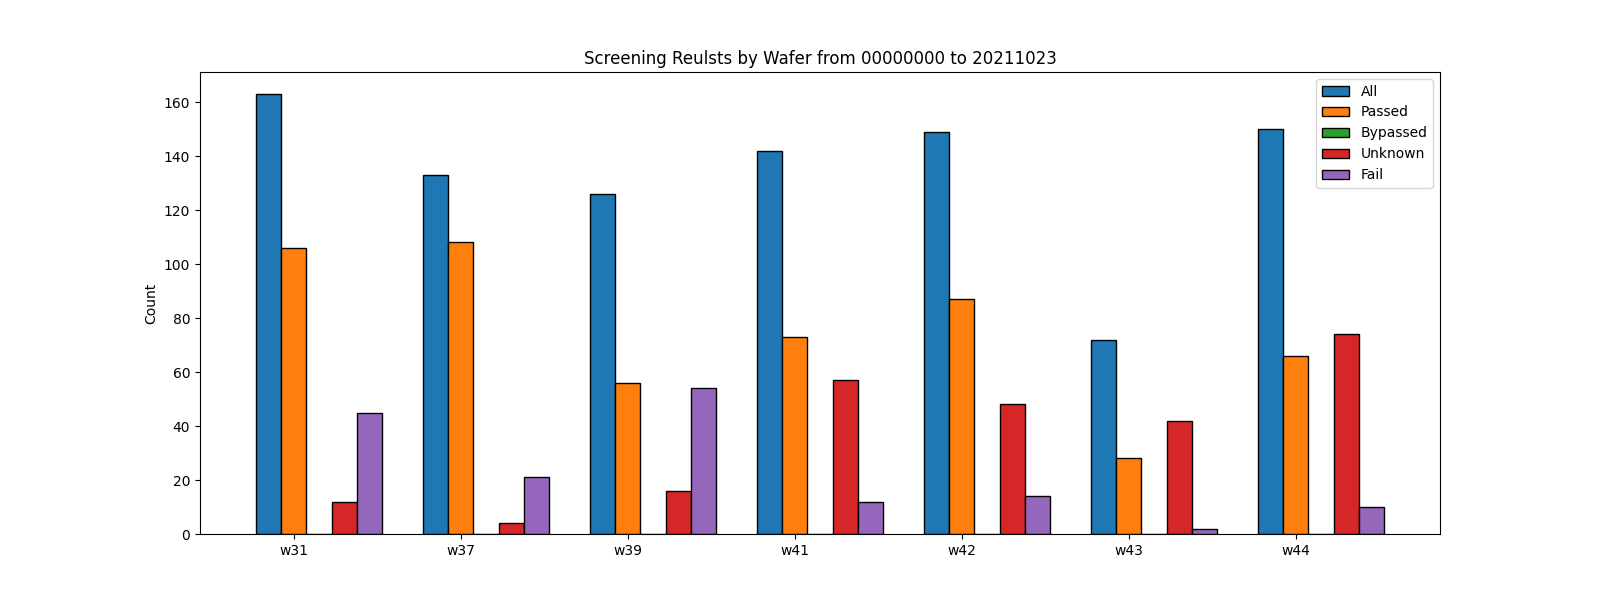 Screening Reulsts by Wafer from 00000000 to 20211023
All
Passed
Bypassed
Unknown
Fail
Count
160
140
120
100
80
60
40
20
0
w31 w37 w39 w41 w42 w43 w44